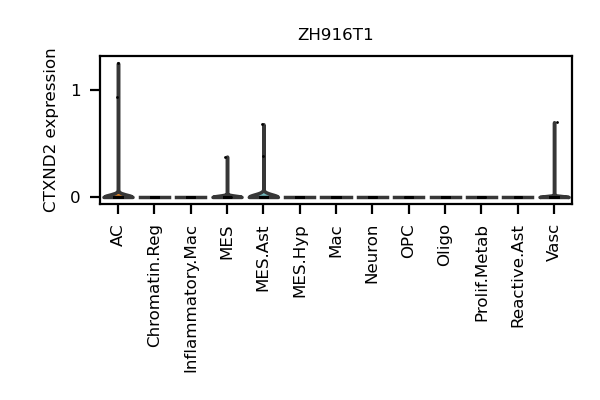 ZH916T1
CTXND2 expression
1
0
AC
Chromatin.Reg
Inflammatory.Mac
MES
MES.Ast
MES.Hyp
Mac
Neuron
OPC
Oligo
Prolif.Metab
Reactive.Ast
Vasc